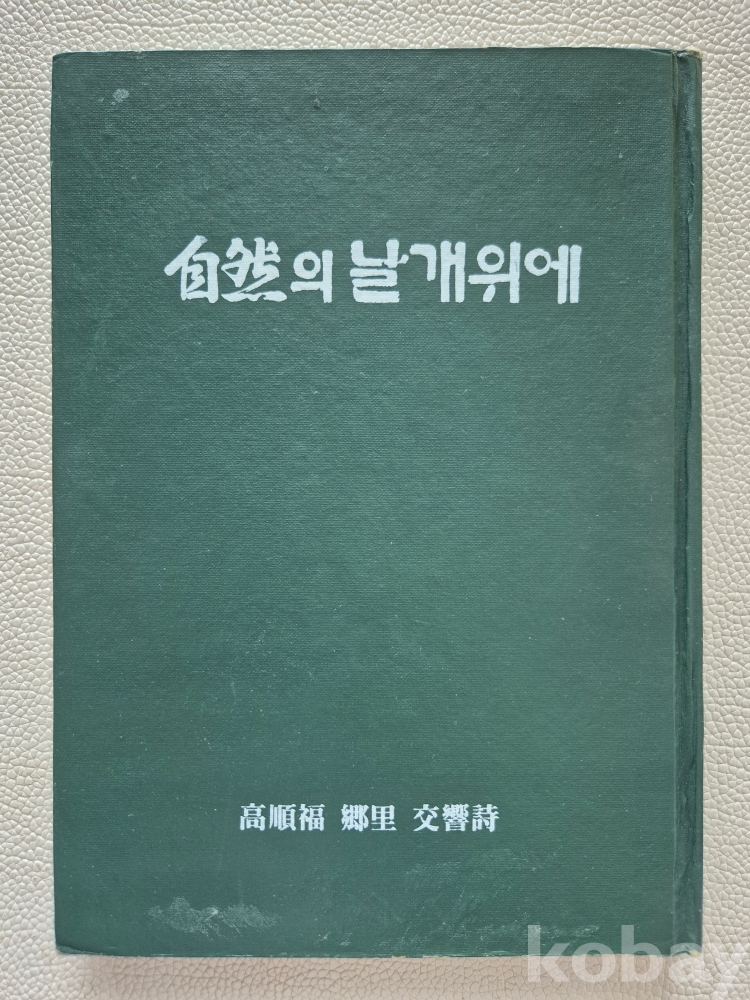 自然의 날개위에
高順福 鄕里 交響詩
kobay